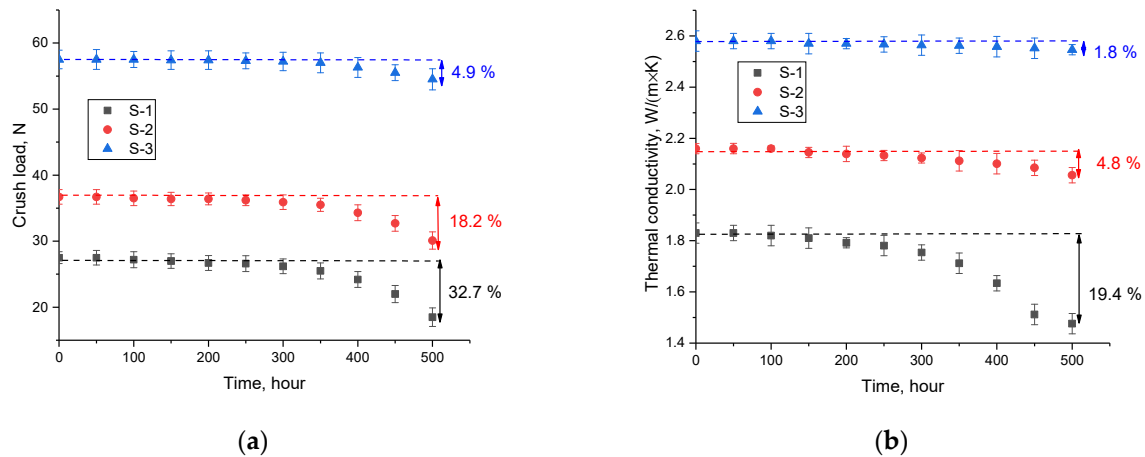 60
50
40
30
20
Crush load, N
S-1
S-2
S-3
4.9 %
18.2 %
32.7 %
0 100 200 300 400 500
Time, hour
(a)
2.6
2.4
2.2
2.0
1.8
1.6
1.4
Thermal conductivity, W/(m×K)
S-1
S-2
S-3
1.8 %
4.8 %
19.4 %
0 100 200 300 400 500
Time, hour
(b)